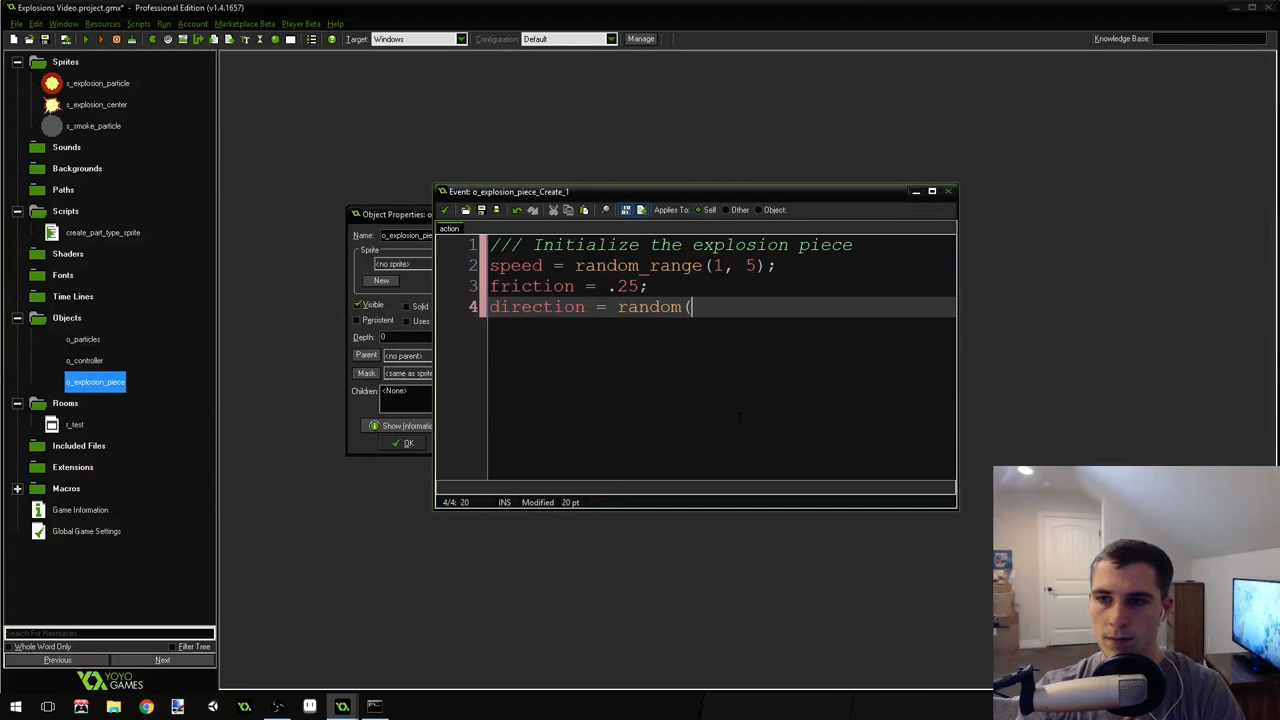 Explosions Video.project.gmx* - Professional Edition (v1.4.1657)
File Edit Window Resources Scripts Run Account Marketplace Beta Player Beta Help
Target: Windows Configuration: Default Manage Knowledge Base:
Sprites
s_explosion_particle
s_explosion_center
s_smoke_particle
Sounds
Backgrounds
Paths
Scripts
create_part_type_sprite
Shaders
Fonts
Time Lines
Objects
o_particles
o_controller
o_explosion_piece
Rooms
r_test
Included Files
Extensions
Macros
Game Information
Global Game Settings
Search For Resources...
Whole Word Only Filter Tree
Previous Next
YOYO
GAMES
Object Properties: o
Name: o_explosion_pie
Sprite
<no sprite>
New
Visible Solid
Persistent Uses
Depth: 0
Parent <no parent>
Mask <same as sprite
Children: <None>
Show Informatio
OK
Event: o_explosion_piece_Create_1
Applies To: Self Other Object:
action
1 /// Initialize the explosion piece
2 speed = random_range(1, 5);
3 friction = .25;
4 direction = random(
4/4: 20 INS Modified 20 pt